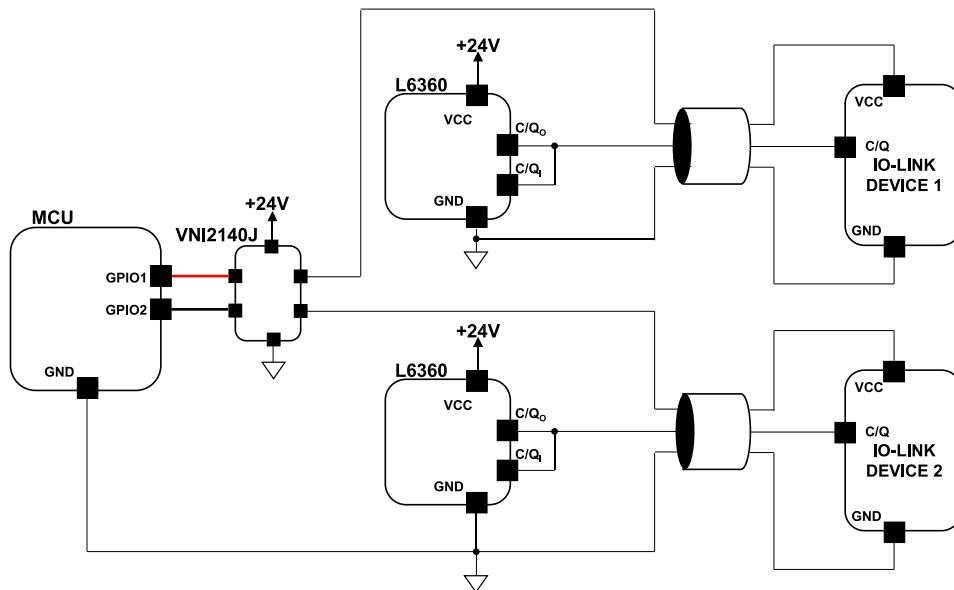 +24V
L6360
VCC
C/QO
C/QI
GND
VCC
C/Q
IO-LINK
DEVICE 1
GND
MCU
+24V
VNI2140J
GPIO1
GPIO2
GND
+24V
L6360
VCC
C/QO
C/QI
GND
VCC
C/Q
IO-LINK
DEVICE 2
GND